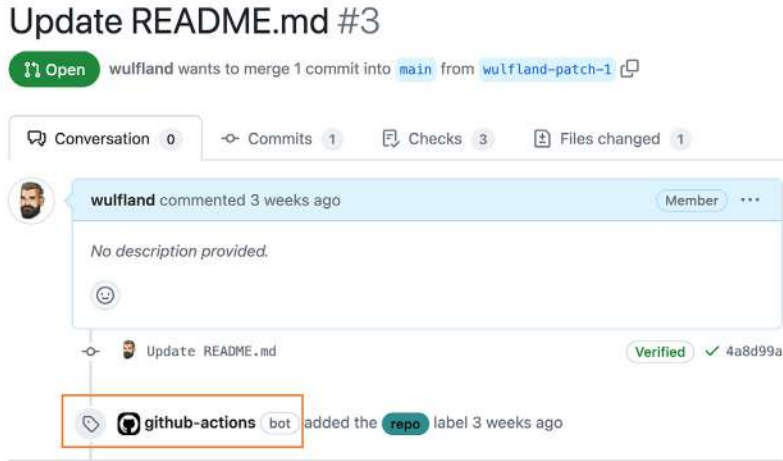 Update README.md #3
Open wulfland wants to merge 1 commit into main from wulfland-patch-1
Conversation 0 Commits 1 Checks 3 Files changed 1
wulfland commented 3 weeks ago Member
No description provided.
Update README.md Verified 4a8d99a
github-actions bot added the repo label 3 weeks ago